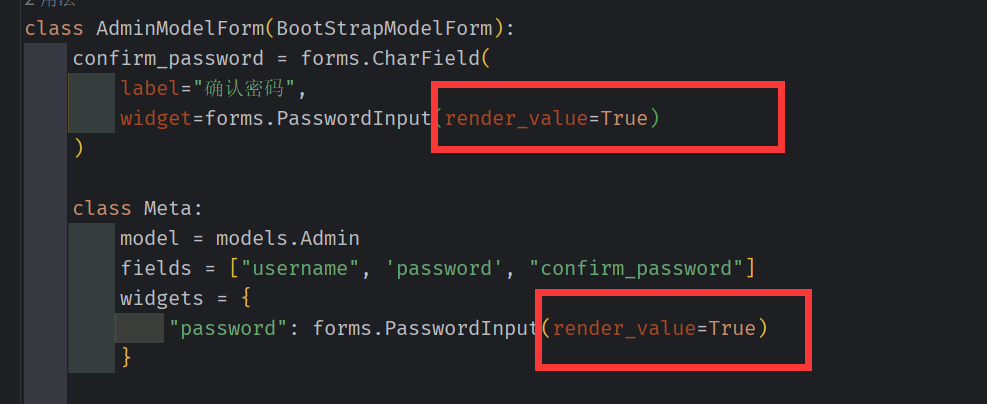 2 用法
class AdminModelForm(BootStrapModelForm):
confirm_password = forms.CharField(
label="确认密码",
widget=forms.PasswordInput(render_value=True)
)
class Meta:
model = models.Admin
fields = ["username", 'password', "confirm_password"]
widgets = {
"password": forms.PasswordInput(render_value=True)
}